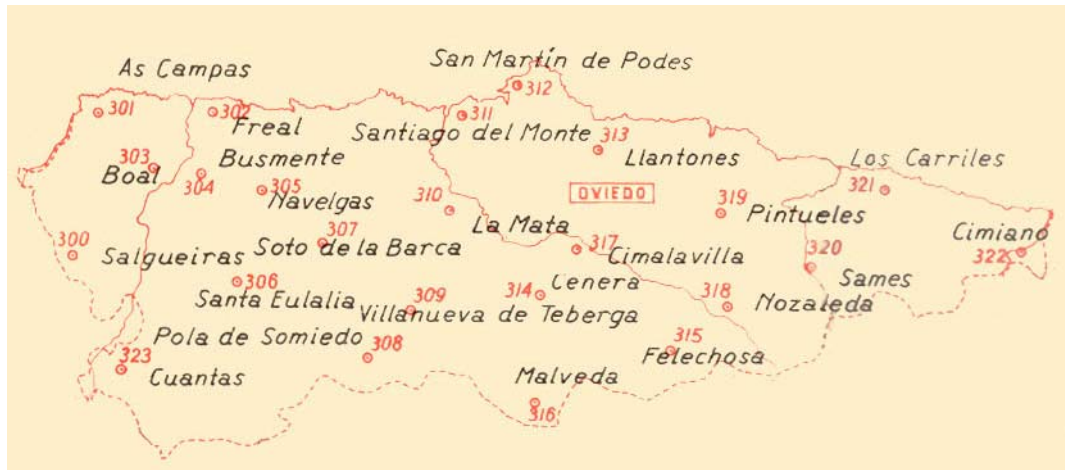 San Martín de Podes
As Campas
312
301
302
311
Freal
Santiago del Monte
313
303
Boal
Busmente
304
Llantones
Los Carriles
305
Navelgas
310
OVIEDO
321
319
Pintueles
La Mata
307
300
Salgueiras
Soto de la Barca
317
Cimalavilla
320
Cimiano
322
306
Santa Eulalia
309
314
Cenera
Sames
318
Nozaleda
Villanueva de Teberga
Pola de Somiedo
308
315
Felechosa
323
Cuantas
Malveda
316